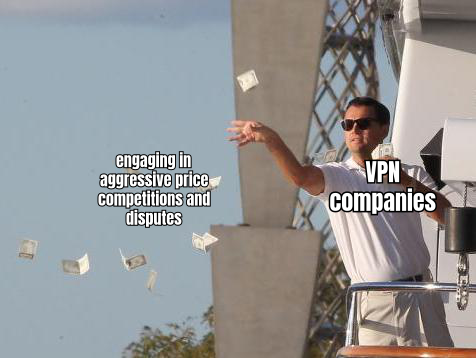 engaging in
aggressive price
competitions and
disputes
VPN
companies